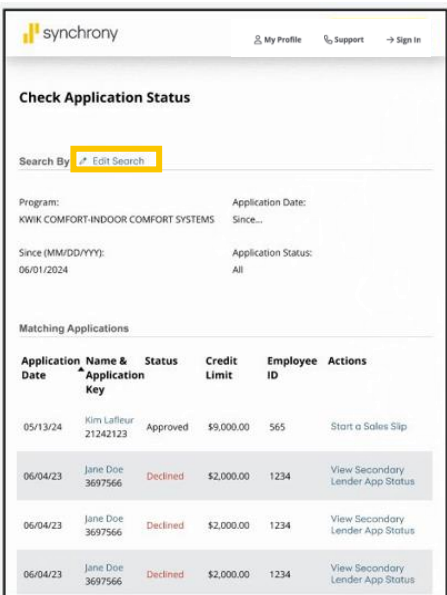 synchrony
My Profile Support → Sign In
Check Application Status
Search By Edit Search
Program: Application Date:
KWIK COMFORT-INDOOR COMFORT SYSTEMS Since...
Since (MM/DD/YYY): Application Status:
06/01/2024 All
Matching Applications
Application Name & Status Credit Employee Actions
Date Application Limit ID
Key
05/13/24 Kim Lafleur Approved $9,000.00 565 Start a Sales Slip
21242123
06/04/23 Jane Doe Declined $2,000.00 1234 View Secondary
3697566 Lender App Status
06/04/23 Jane Doe Declined $2,000.00 1234 View Secondary
3697566 Lender App Status
06/04/23 Jane Doe Declined $2,000.00 1234 View Secondary
3697566 Lender App Status